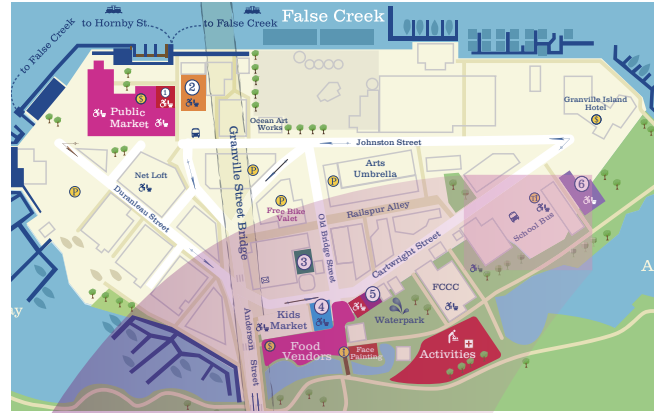 to Hornby St.
to False Creek
False Creek
to False Creek
Public
Market
$
1
2
Granville Island
Hotel
$
Ocean Art
Works
Johnston Street
Granville Street Bridge
Net Loft
P
P
P
P
Arts
Umbrella
Duranleau Street
Free Bike
Valet
Railspur Alley
Old Bridge Street
Cartwright Street
School Bus
6
3
4
5
Kids
Market
FCCC
Waterpark
Anderson Street
$
Food
Vendors
i
Face
Painting
Activities
A
ay